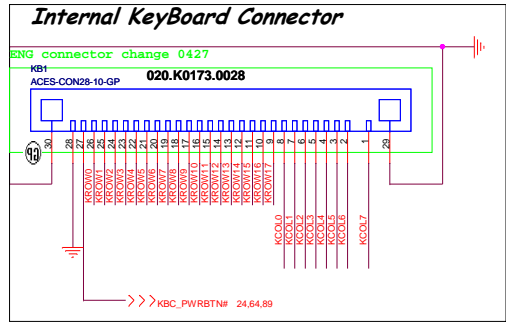 Internal KeyBoard Connector
ENG connector change 0427
KB1
ACES-CON28-10-GP
020.K0173.0028
30 28 27 26 25 24 23 22 21 20 19 18 17 16 15 14 13 12 11 10 9 8 7 6 5 4 3 2 1 29
GP
KROW0
KROW1
KROW2
KROW3
KROW4
KROW5
KROW6
KROW7
KROW8
KROW9
KROW10
KROW11
KROW12
KROW13
KROW14
KROW15
KROW16
KROW17
KCOL0
KCOL1
KCOL2
KCOL3
KCOL4
KCOL5
KCOL6
KCOL7
KBC_PWRBTN# 24,64,89